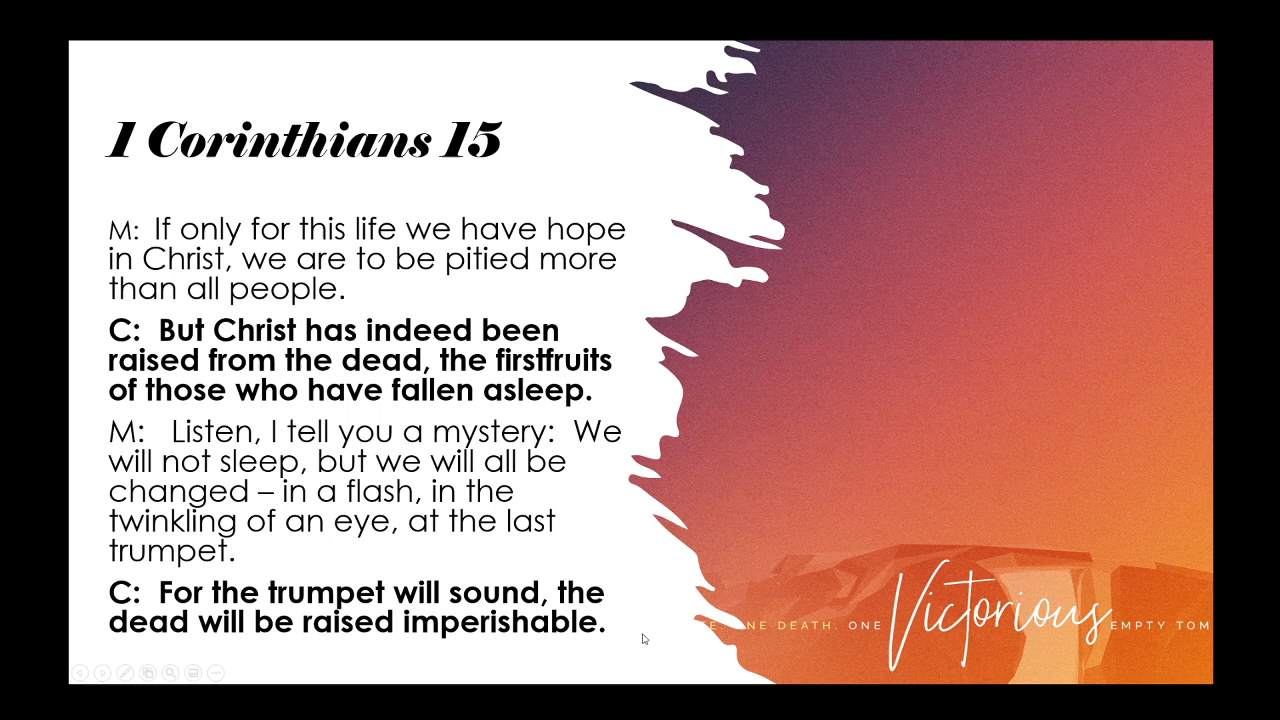 1 Corinthians 15
M: If only for this life we have hope
in Christ, we are to be pitied more
than all people.
C: But Christ has indeed been
raised from the dead, the firstfruits
of those who have fallen asleep.
M: Listen, I tell you a mystery: We
will not sleep, but we will all be
changed – in a flash, in the
twinkling of an eye, at the last
trumpet.
C: For the trumpet will sound, the
dead will be raised imperishable.
DEATH. ONE Victorious EMPTY TOM